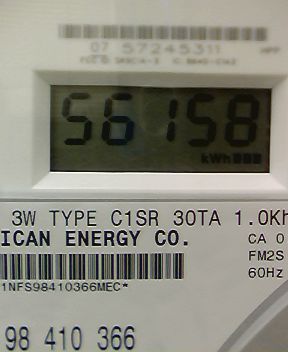 07 57245311
56158
kWh
3W TYPE C1SR 30TA 1.0Kh
ICAN ENERGY CO.
CA 0
FM2S
60Hz
1NFS98410366MEC*
98 410 366